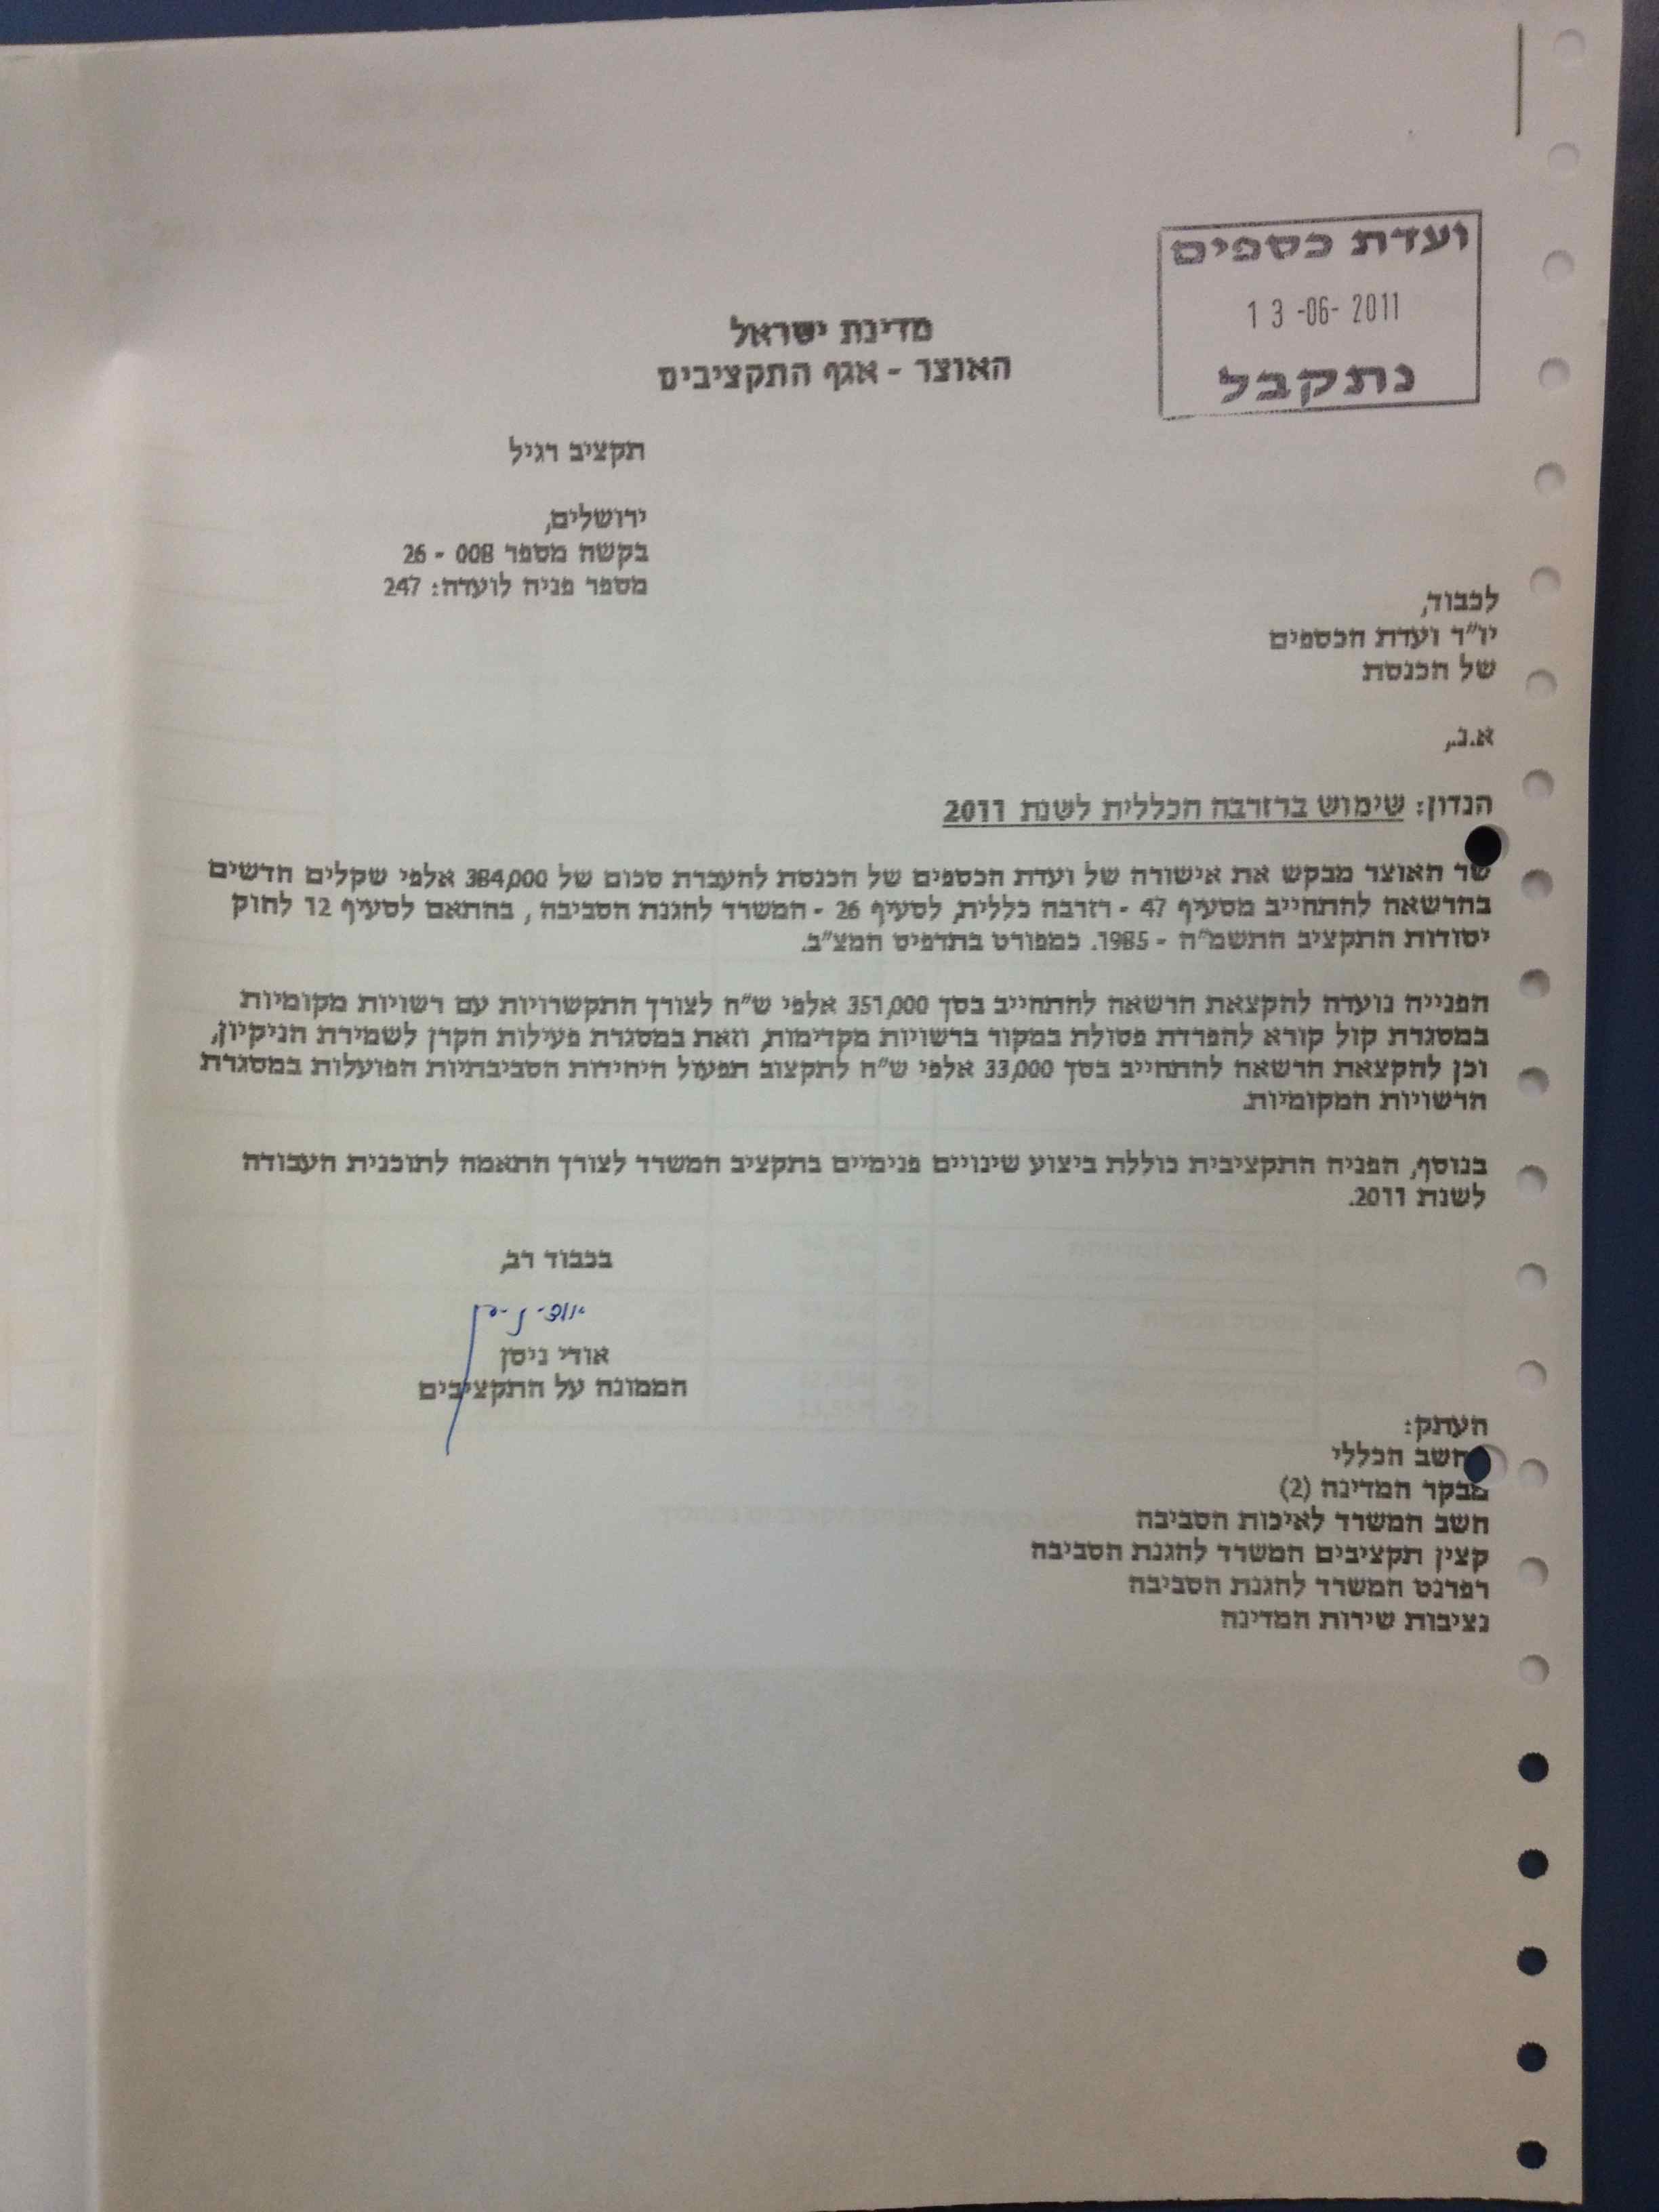 ועדת כספים
13-06-2011
נתקבל
מדינת ישראל
האוצר - אגף התקציבים
תקציב רגיל
ירושלים,
בקשה מספר 008 - 26
מספר פניה לועדה: 247
לכבוד,
יו"ר ועדת הכספים
של הכנסת
א.נ.,
הנדון: שימוש ברזרבה הכללית לשנת 2011
שר האוצר מבקש את אישורה של ועדת הכספים של הכנסת להעברת סכום של 384,000 אלפי שקלים חדשים
בהרשאה להתחייב מסעיף 47 - רזרבה כללית, לסעיף 26 - המשרד להגנת הסביבה , בהתאם לסעיף 12 לחוק
יסודות התקציב התשמ"ה - 1985. כמפורט בתדפיס המצ"ב.
הפנייה נועדה להקצאת הרשאה להתחייב בסך 351,000 אלפי ש"ח לצורך התקשרויות עם רשויות מקומיות
במסגרת קול קורא להפרדת פסולת במקור ברשויות מקדימות, וזאת במסגרת פעילות הקרן לשמירת הניקיון,
וכן להקצאת הרשאה להתחייב בסך 33,000 אלפי ש"ח לתקצוב תפעול היחידות הסביבתיות הפועלות במסגרת
הרשויות המקומיות.
בנוסף, הפניה התקציבית כוללת ביצוע שינויים פנימיים בתקציב המשרד לצורך התאמה לתוכנית העבודה
לשנת 2011.
בכבוד רב,
אודי ניסן
הממונה על התקציבים
העתק:
חשב הכללי
מבקר המדינה (2)
חשב המשרד לאיכות הסביבה
קצין תקציבים המשרד להגנת הסביבה
רפרנט המשרד להגנת הסביבה
נציבות שירות המדינה